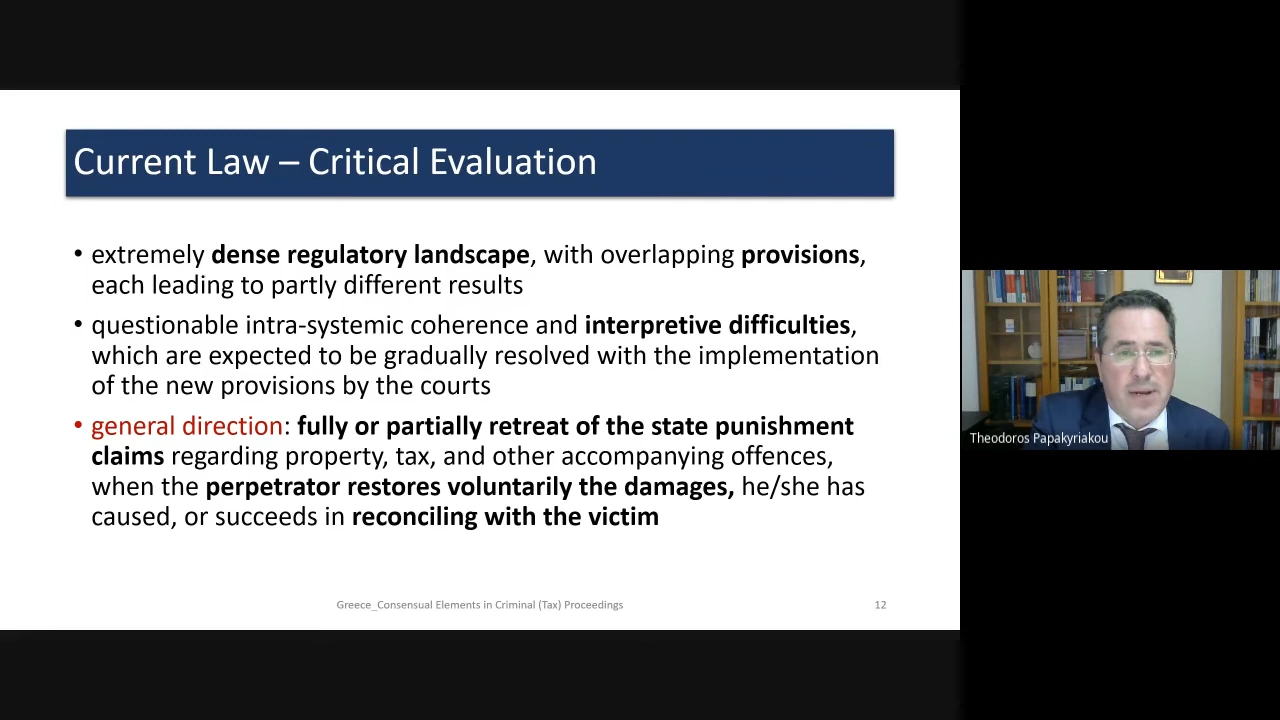 Current Law – Critical Evaluation
• extremely dense regulatory landscape, with overlapping provisions,
each leading to partly different results
• questionable intra-systemic coherence and interpretive difficulties,
which are expected to be gradually resolved with the implementation
of the new provisions by the courts
• general direction: fully or partially retreat of the state punishment
claims regarding property, tax, and other accompanying offences,
when the perpetrator restores voluntarily the damages, he/she has
caused, or succeeds in reconciling with the victim
Greece_Consensual Elements in Criminal (Tax) Proceedings
12
Theodoros Papakyriakou